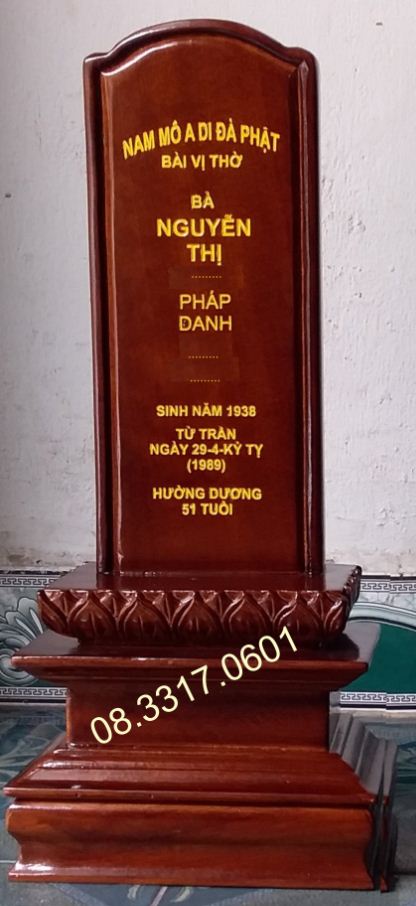 NAM MÔ A DI ĐÀ PHẬT
BÀI VỊ THỜ
BÀ
NGUYỄN
THỊ
.........
PHÁP
DANH
.........
.........
SINH NĂM 1938
TỪ TRẦN
NGÀY 29-4-KỶ TỴ
(1989)
HƯỜNG DƯƠNG
51 TUỔI
08.3317.0601